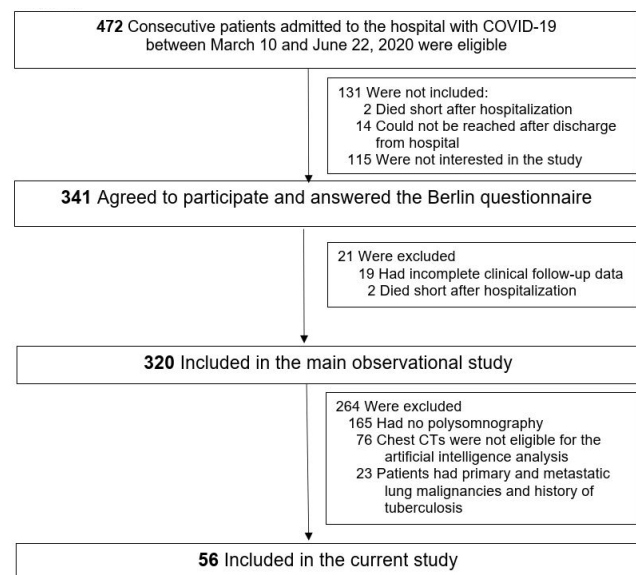 472 Consecutive patients admitted to the hospital with COVID-19
between March 10 and June 22, 2020 were eligible
131 Were not included:
2 Died short after hospitalization
14 Could not be reached after discharge
from hospital
115 Were not interested in the study
341 Agreed to participate and answered the Berlin questionnaire
21 Were excluded
19 Had incomplete clinical follow-up data
2 Died short after hospitalization
320 Included in the main observational study
264 Were excluded
165 Had no polysomnography
76 Chest CTs were not eligible for the
artificial intelligence analysis
23 Patients had primary and metastatic
lung malignancies and history of
tuberculosis
56 Included in the current study